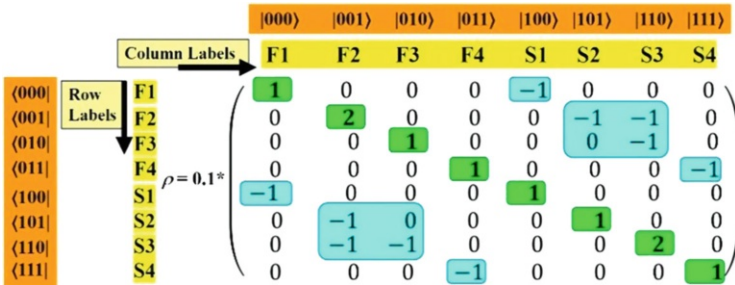 |000⟩ |001⟩ |010⟩ |011⟩ |100⟩ |101⟩ |110⟩ |111⟩
Column Labels F1 F2 F3 F4 S1 S2 S3 S4
⟨000| Row Labels F1 1 0 0 0 −1 0 0 0
⟨001| F2 0 2 0 0 0 −1 −1 0
⟨010| F3 0 0 1 0 0 0 −1 0
⟨011| F4 0 0 0 1 0 0 0 −1
ρ = 0.1*
⟨100| S1 −1 0 0 0 1 0 0 0
⟨101| S2 0 −1 0 0 0 1 0 0
⟨110| S3 0 −1 −1 0 0 0 2 0
⟨111| S4 0 0 0 −1 0 0 0 1